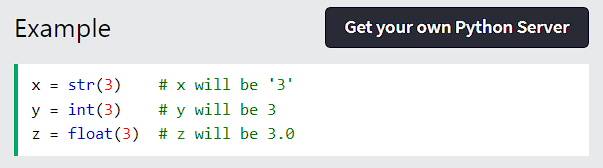 Example
Get your own Python Server
x = str(3)    # x will be '3'
y = int(3)    # y will be 3
z = float(3)  # z will be 3.0